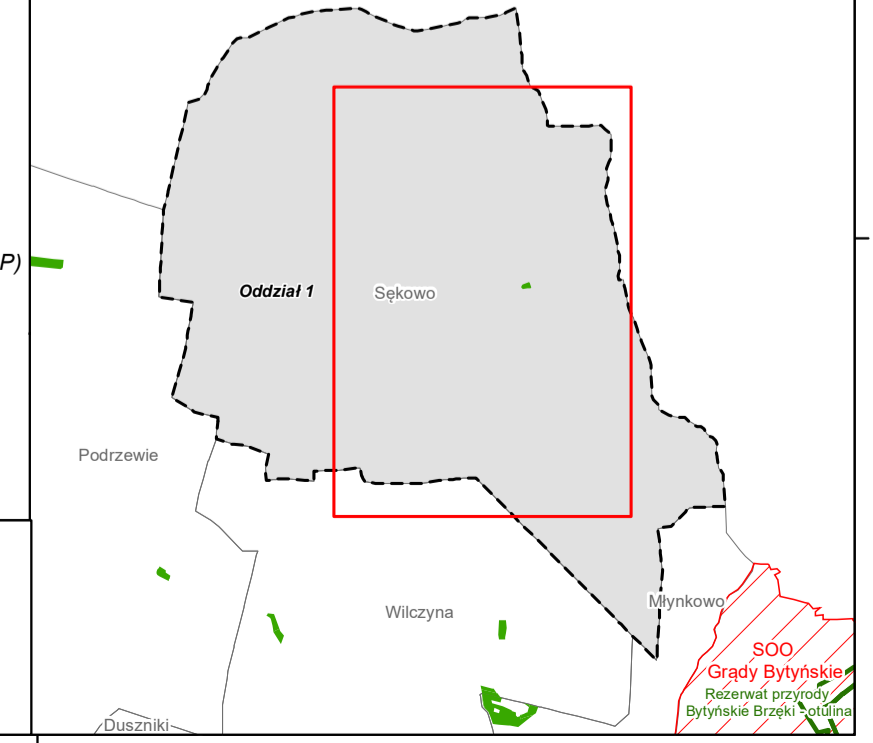 P)
Oddział 1
Sękowo
Podrzewie
Wilczyna
Młynkowo
SOO
Grądy Bytyńskie
Rezerwat przyrody
Bytyńskie Brzęki - otulina
Duszniki